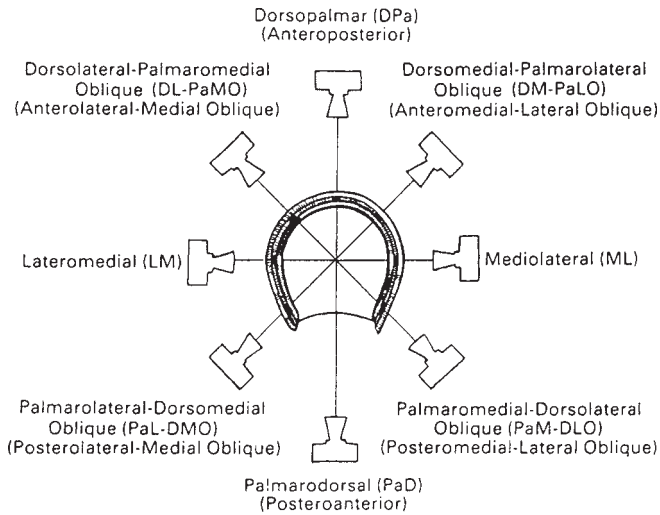 Dorsopalmar (DPa)
(Anteroposterior)
Dorsolateral-Palmaromedial
Oblique (DL-PaMO)
(Anterolateral-Medial Oblique)
Dorsomedial-Palmarolateral
Oblique (DM-PaLO)
(Anteromedial-Lateral Oblique)
Lateromedial (LM)
Mediolateral (ML)
Palmarolateral-Dorsomedial
Oblique (PaL-DMO)
(Posterolateral-Medial Oblique)
Palmaromedial-Dorsolateral
Oblique (PaM-DLO)
(Posteromedial-Lateral Oblique)
Palmarodorsal (PaD)
(Posteroanterior)